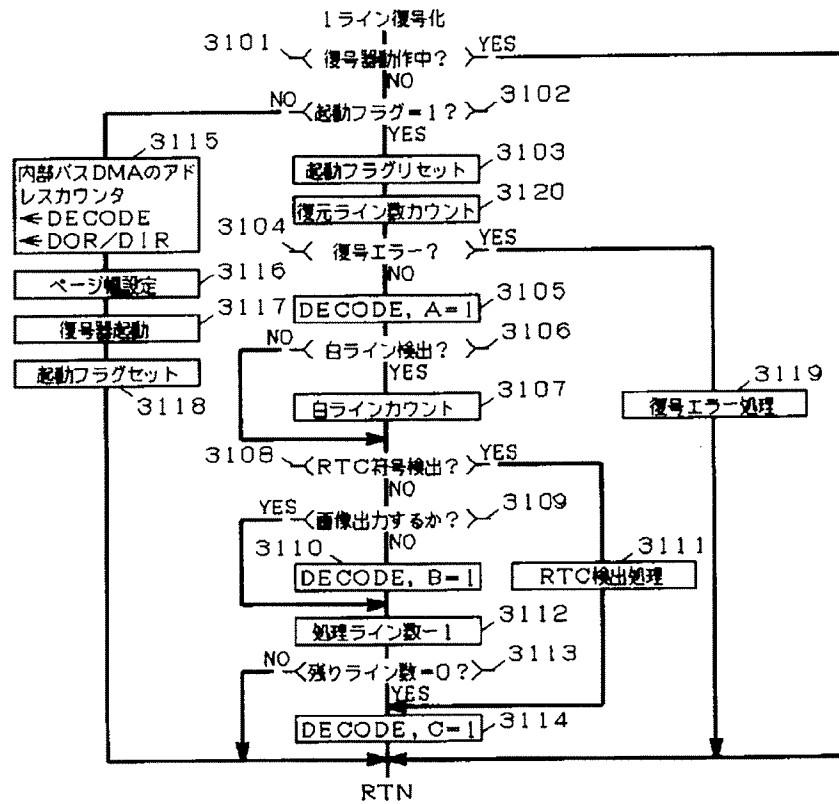 1ライン復号化
3101
復号器動作中?
YES
NO
NO
起動フラグ=1?
3102
YES
3115
内部バスDMAのアド
レスカウンタ
←DECODE
←DOR/DIR
起動フラグリセット
3103
復元ライン数カウント
3120
3104
復号エラー?
YES
NO
3116
ページ幅設定
DECODE, A=1
3105
3117
復号器起動
NO
白ライン検出?
3106
YES
起動フラグセット
3118
白ラインカウント
3107
3119
復号エラー処理
3108
RTC符号検出?
YES
NO
YES
画像出力するか?
3109
NO
3110
DECODE, B=1
3111
RTC検出処理
処理ライン数-1
3112
NO
残りライン数=0?
3113
YES
DECODE, C=1
3114
RTN